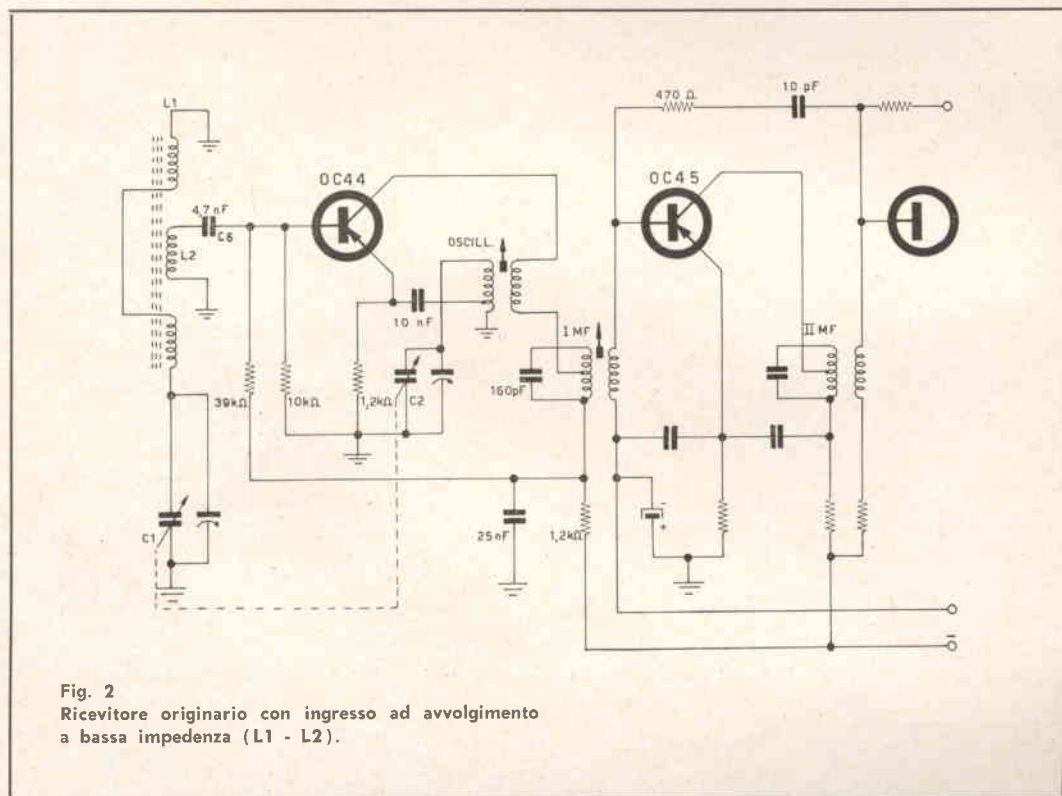 L1
470 Ω
10 pF
OC44
OC45
4,7 nF
C6
L2
OSCILL.
10 nF
I MF
II MF
39kΩ
10kΩ
1,2kΩ
C2
160pF
C1
25nF
1,2kΩ
-
+
-
Fig. 2
Ricevitore originario con ingresso ad avvolgimento
a bassa impedenza (L1 - L2).